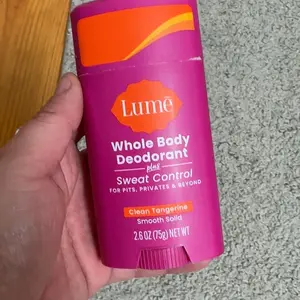 Lumē
Whole Body
Deodorant
plus
Sweat Control
FOR PITS, PRIVATES & BEYOND
Clean Tangerine
Smooth Solid
2.6 OZ (75g) NET WT